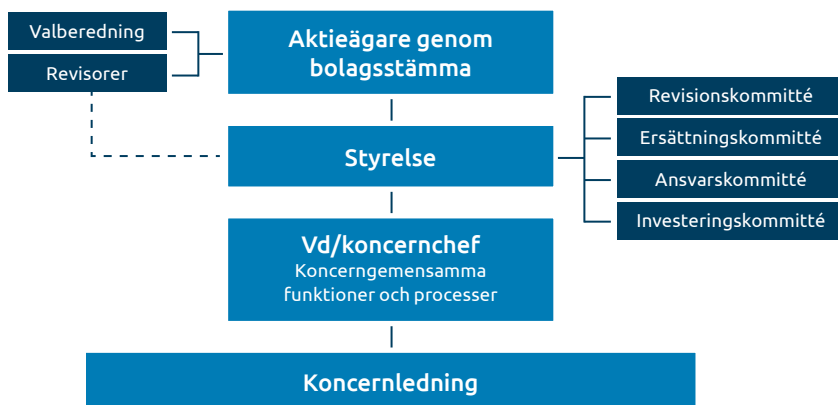 Valberedning
Revisorer
Aktieägare genom
bolagsstämma
Styrelse
Revisionskommitté
Ersättningskommitté
Ansvarskommitté
Investeringskommitté
Vd/koncernchef
Koncerngemensamma
funktioner och processer
Koncernledning